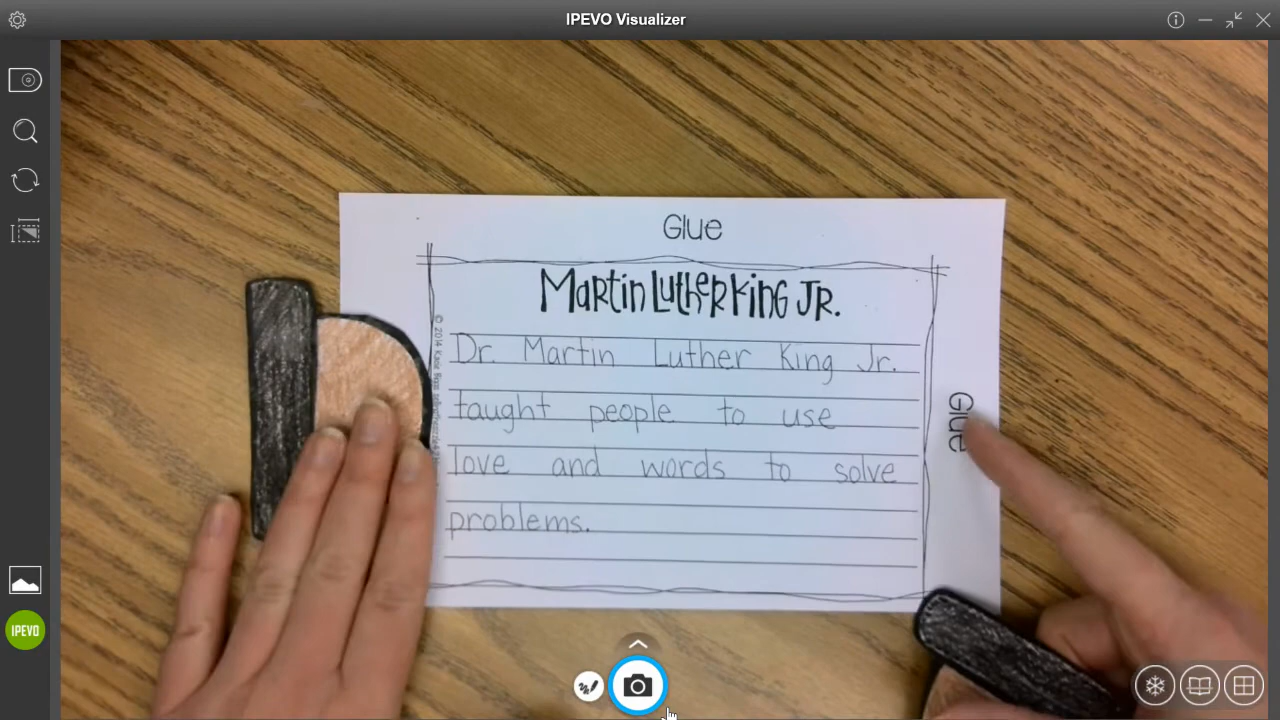 IPEVO Visualizer
Glue
Martin Luther King Jr.
Dr. Martin Luther King Jr.
taught people to use
love and words to solve
problems.
Glue
© 2014
IPEVO